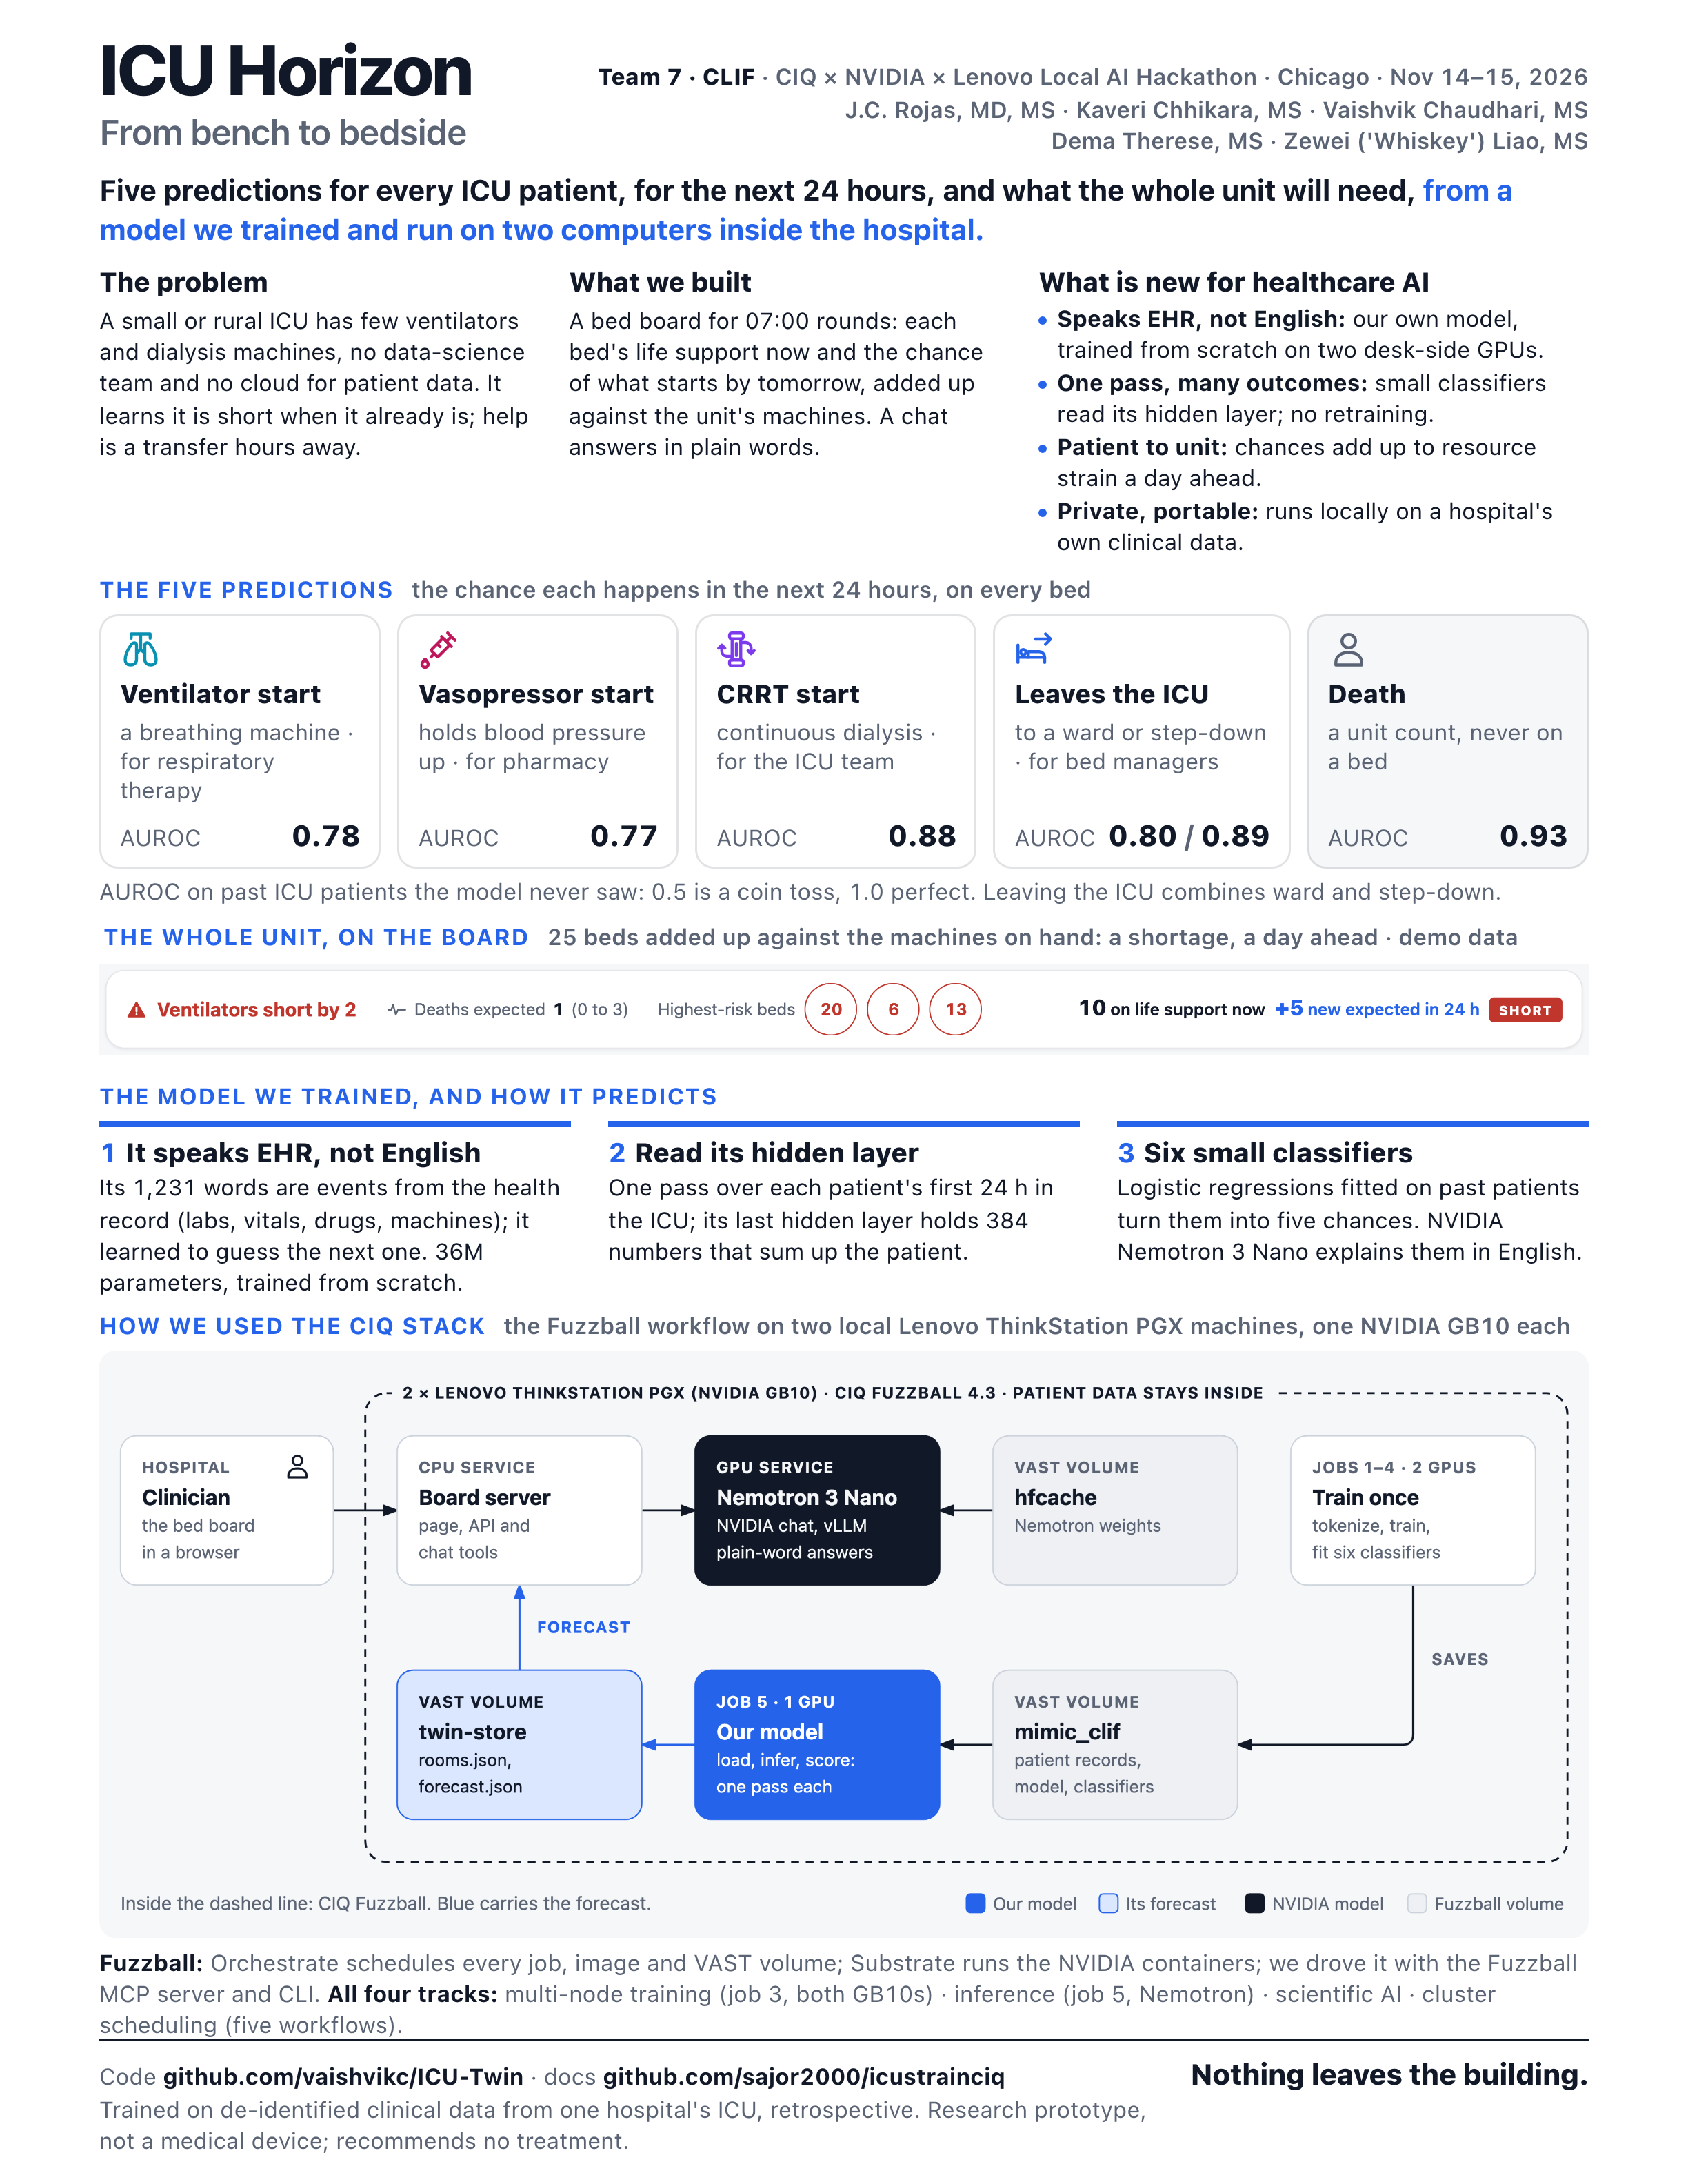 ICU Horizon
From bench to bedside
Team 7 · CLIF · CIQ × NVIDIA × Lenovo Local AI Hackathon · Chicago · Nov 14–15, 2026
J.C. Rojas, MD, MS · Kaveri Chhikara, MS · Vaishvik Chaudhari, MS
Dema Therese, MS · Zewei ('Whiskey') Liao, MS
Five predictions for every ICU patient, for the next 24 hours, and what the whole unit will need, from a
model we trained and run on two computers inside the hospital.
The problem
A small or rural ICU has few ventilators
and dialysis machines, no data-science
team and no cloud for patient data. It
learns it is short when it already is; help
is a transfer hours away.
What we built
A bed board for 07:00 rounds: each
bed's life support now and the chance
of what starts by tomorrow, added up
against the unit's machines. A chat
answers in plain words.
What is new for healthcare AI
• Speaks EHR, not English: our own model,
trained from scratch on two desk-side GPUs.
• One pass, many outcomes: small classifiers
read its hidden layer; no retraining.
• Patient to unit: chances add up to resource
strain a day ahead.
• Private, portable: runs locally on a hospital's
own clinical data.
THE FIVE PREDICTIONS the chance each happens in the next 24 hours, on every bed
Ventilator start
a breathing machine ·
for respiratory
therapy
AUROC 0.78
Vasopressor start
holds blood pressure
up · for pharmacy
AUROC 0.77
CRRT start
continuous dialysis ·
for the ICU team
AUROC 0.88
Leaves the ICU
to a ward or step-down
· for bed managers
AUROC 0.80 / 0.89
Death
a unit count, never on
a bed
AUROC 0.93
AUROC on past ICU patients the model never saw: 0.5 is a coin toss, 1.0 perfect. Leaving the ICU combines ward and step-down.
THE WHOLE UNIT, ON THE BOARD 25 beds added up against the machines on hand: a shortage, a day ahead · demo data
Ventilators short by 2 Deaths expected 1 (0 to 3) Highest-risk beds 20 6 13 10 on life support now +5 new expected in 24 h SHORT
THE MODEL WE TRAINED, AND HOW IT PREDICTS
1 It speaks EHR, not English
Its 1,231 words are events from the health
record (labs, vitals, drugs, machines); it
learned to guess the next one. 36M
parameters, trained from scratch.
2 Read its hidden layer
One pass over each patient's first 24 h in
the ICU; its last hidden layer holds 384
numbers that sum up the patient.
3 Six small classifiers
Logistic regressions fitted on past patients
turn them into five chances. NVIDIA
Nemotron 3 Nano explains them in English.
HOW WE USED THE CIQ STACK the Fuzzball workflow on two local Lenovo ThinkStation PGX machines, one NVIDIA GB10 each
2 × LENOVO THINKSTATION PGX (NVIDIA GB10) · CIQ FUZZBALL 4.3 · PATIENT DATA STAYS INSIDE
HOSPITAL
Clinician
the bed board
in a browser
CPU SERVICE
Board server
page, API and
chat tools
GPU SERVICE
Nemotron 3 Nano
NVIDIA chat, vLLM
plain-word answers
VAST VOLUME
hfcache
Nemotron weights
JOBS 1–4 · 2 GPUS
Train once
tokenize, train,
fit six classifiers
FORECAST
SAVES
VAST VOLUME
twin-store
rooms.json,
forecast.json
JOB 5 · 1 GPU
Our model
load, infer, score:
one pass each
VAST VOLUME
mimic_clif
patient records,
model, classifiers
Inside the dashed line: CIQ Fuzzball. Blue carries the forecast.
Our model Its forecast NVIDIA model Fuzzball volume
Fuzzball: Orchestrate schedules every job, image and VAST volume; Substrate runs the NVIDIA containers; we drove it with the Fuzzball
MCP server and CLI. All four tracks: multi-node training (job 3, both GB10s) · inference (job 5, Nemotron) · scientific AI · cluster
scheduling (five workflows).
Code github.com/vaishvikc/ICU-Twin · docs github.com/sajor2000/icustrainciq
Nothing leaves the building.
Trained on de-identified clinical data from one hospital's ICU, retrospective. Research prototype,
not a medical device; recommends no treatment.